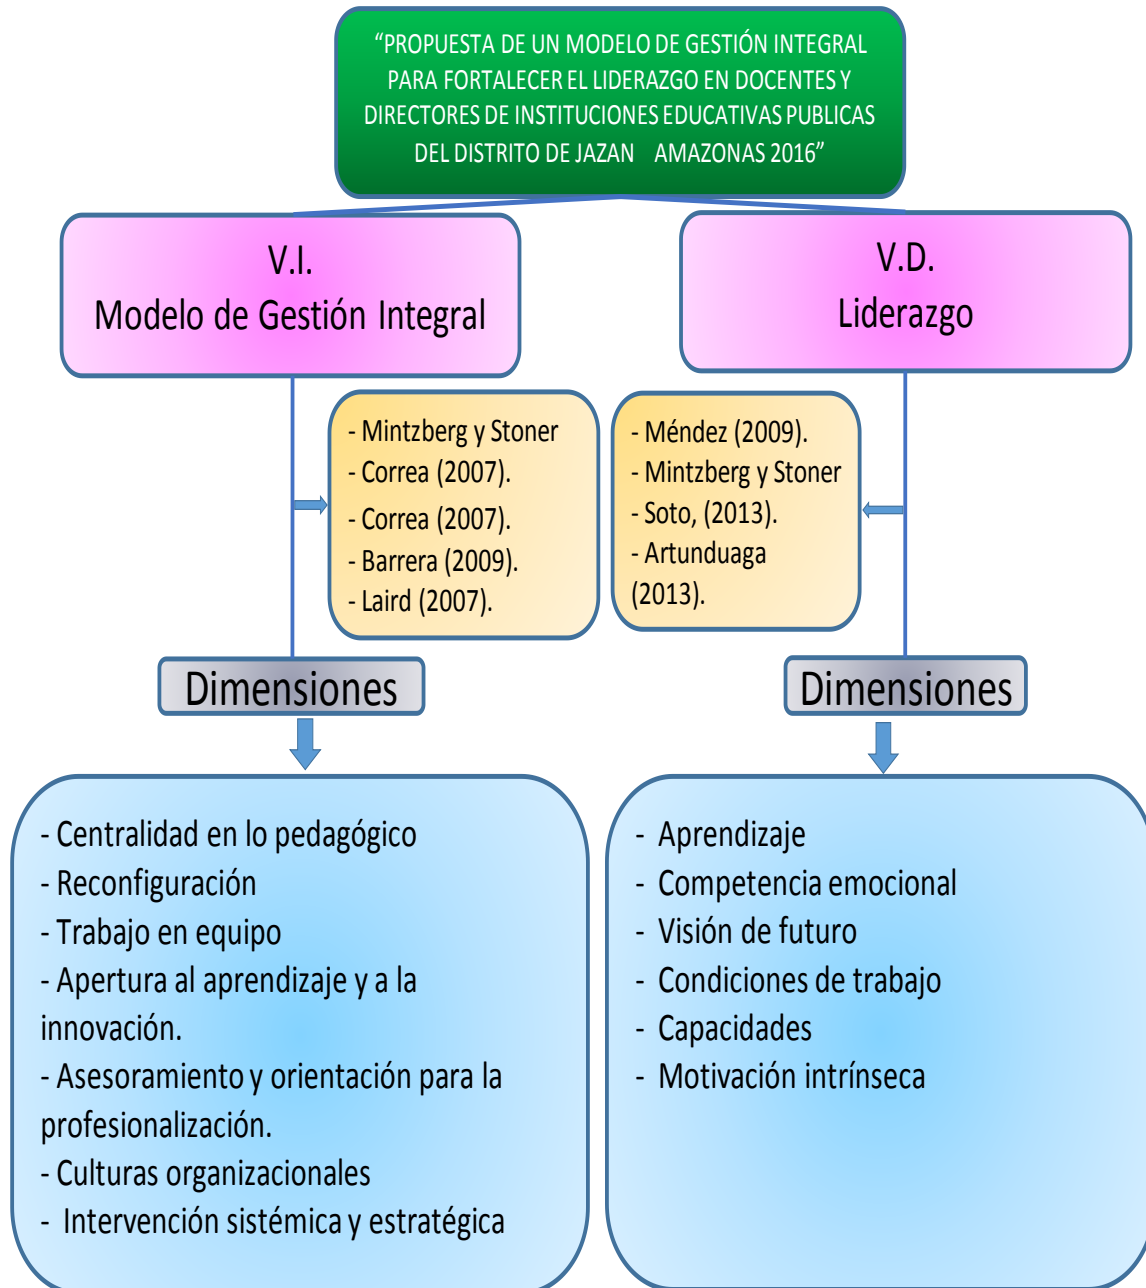 “PROPUESTA DE UN MODELO DE GESTIÓN INTEGRAL
PARA FORTALECER EL LIDERAZGO EN DOCENTES Y
DIRECTORES DE INSTITUCIONES EDUCATIVAS PUBLICAS
DEL DISTRITO DE JAZAN AMAZONAS 2016”
V.I.
Modelo de Gestión Integral
V.D.
Liderazgo
- Mintzberg y Stoner
- Correa (2007).
- Correa (2007).
- Barrera (2009).
- Laird (2007).
- Méndez (2009).
- Mintzberg y Stoner
- Soto, (2013).
- Artunduaga
(2013).
Dimensiones
Dimensiones
- Centralidad en lo pedagógico
- Reconfiguración
- Trabajo en equipo
- Apertura al aprendizaje y a la
innovación.
- Asesoramiento y orientación para la
profesionalización.
- Culturas organizacionales
- Intervención sistémica y estratégica
- Aprendizaje
- Competencia emocional
- Visión de futuro
- Condiciones de trabajo
- Capacidades
- Motivación intrínseca